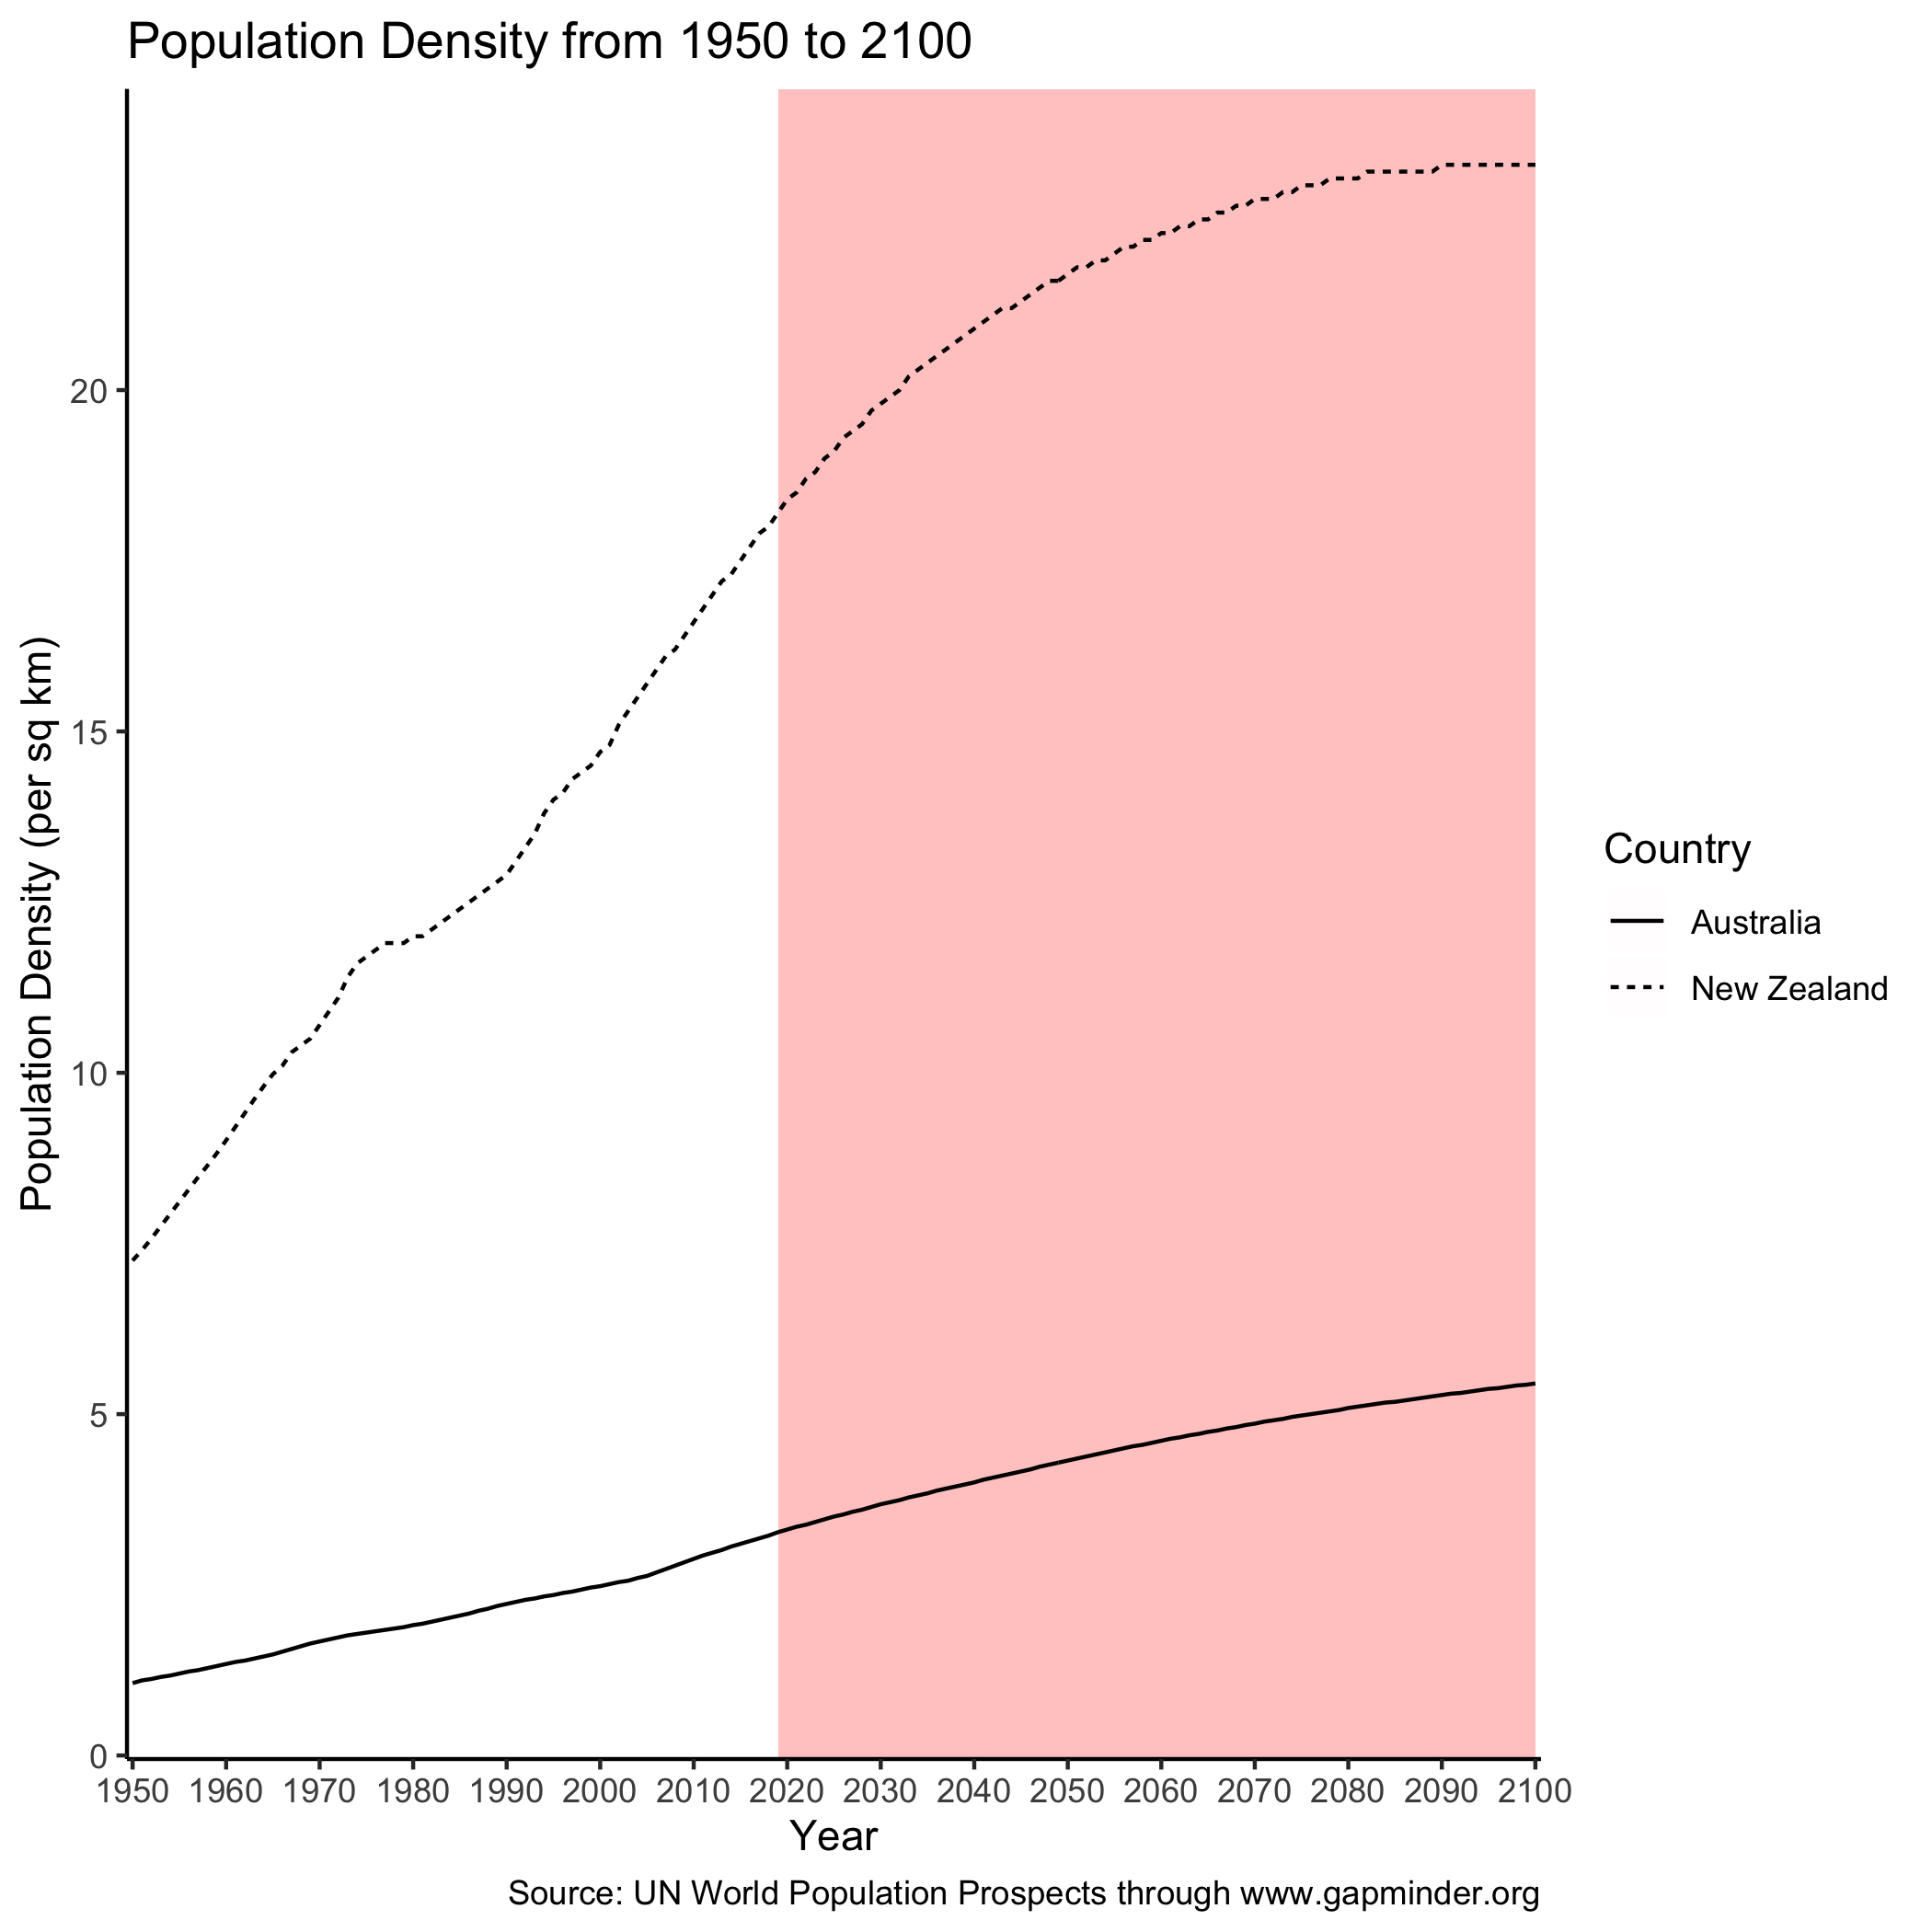 Population Density from 1950 to 2100
Population Density (per sq km)
20
15
10
5
0
1950 1960 1970 1980 1990 2000 2010 2020 2030 2040 2050 2060 2070 2080 2090 2100
Year
Country
Australia
New Zealand
Source: UN World Population Prospects through www.gapminder.org